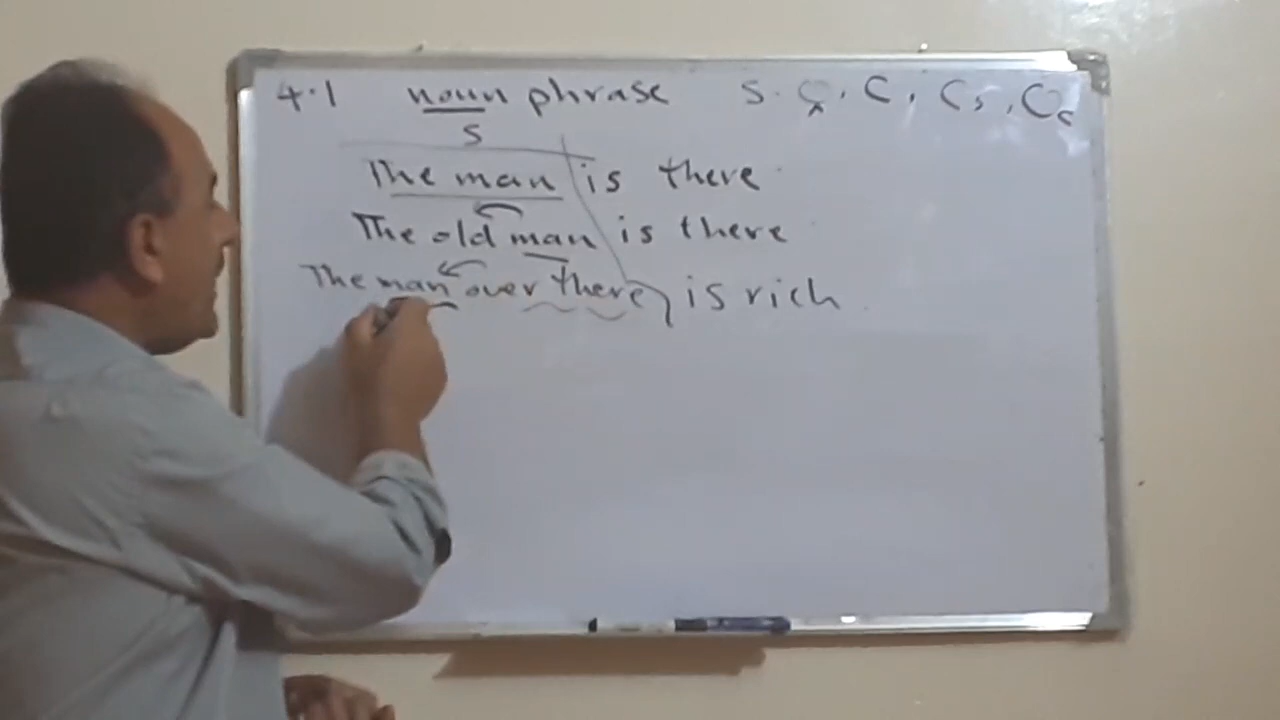 4.1 noun phrase S. C, Cs, Co
S
The man is there
The old man is there
The man over there is rich